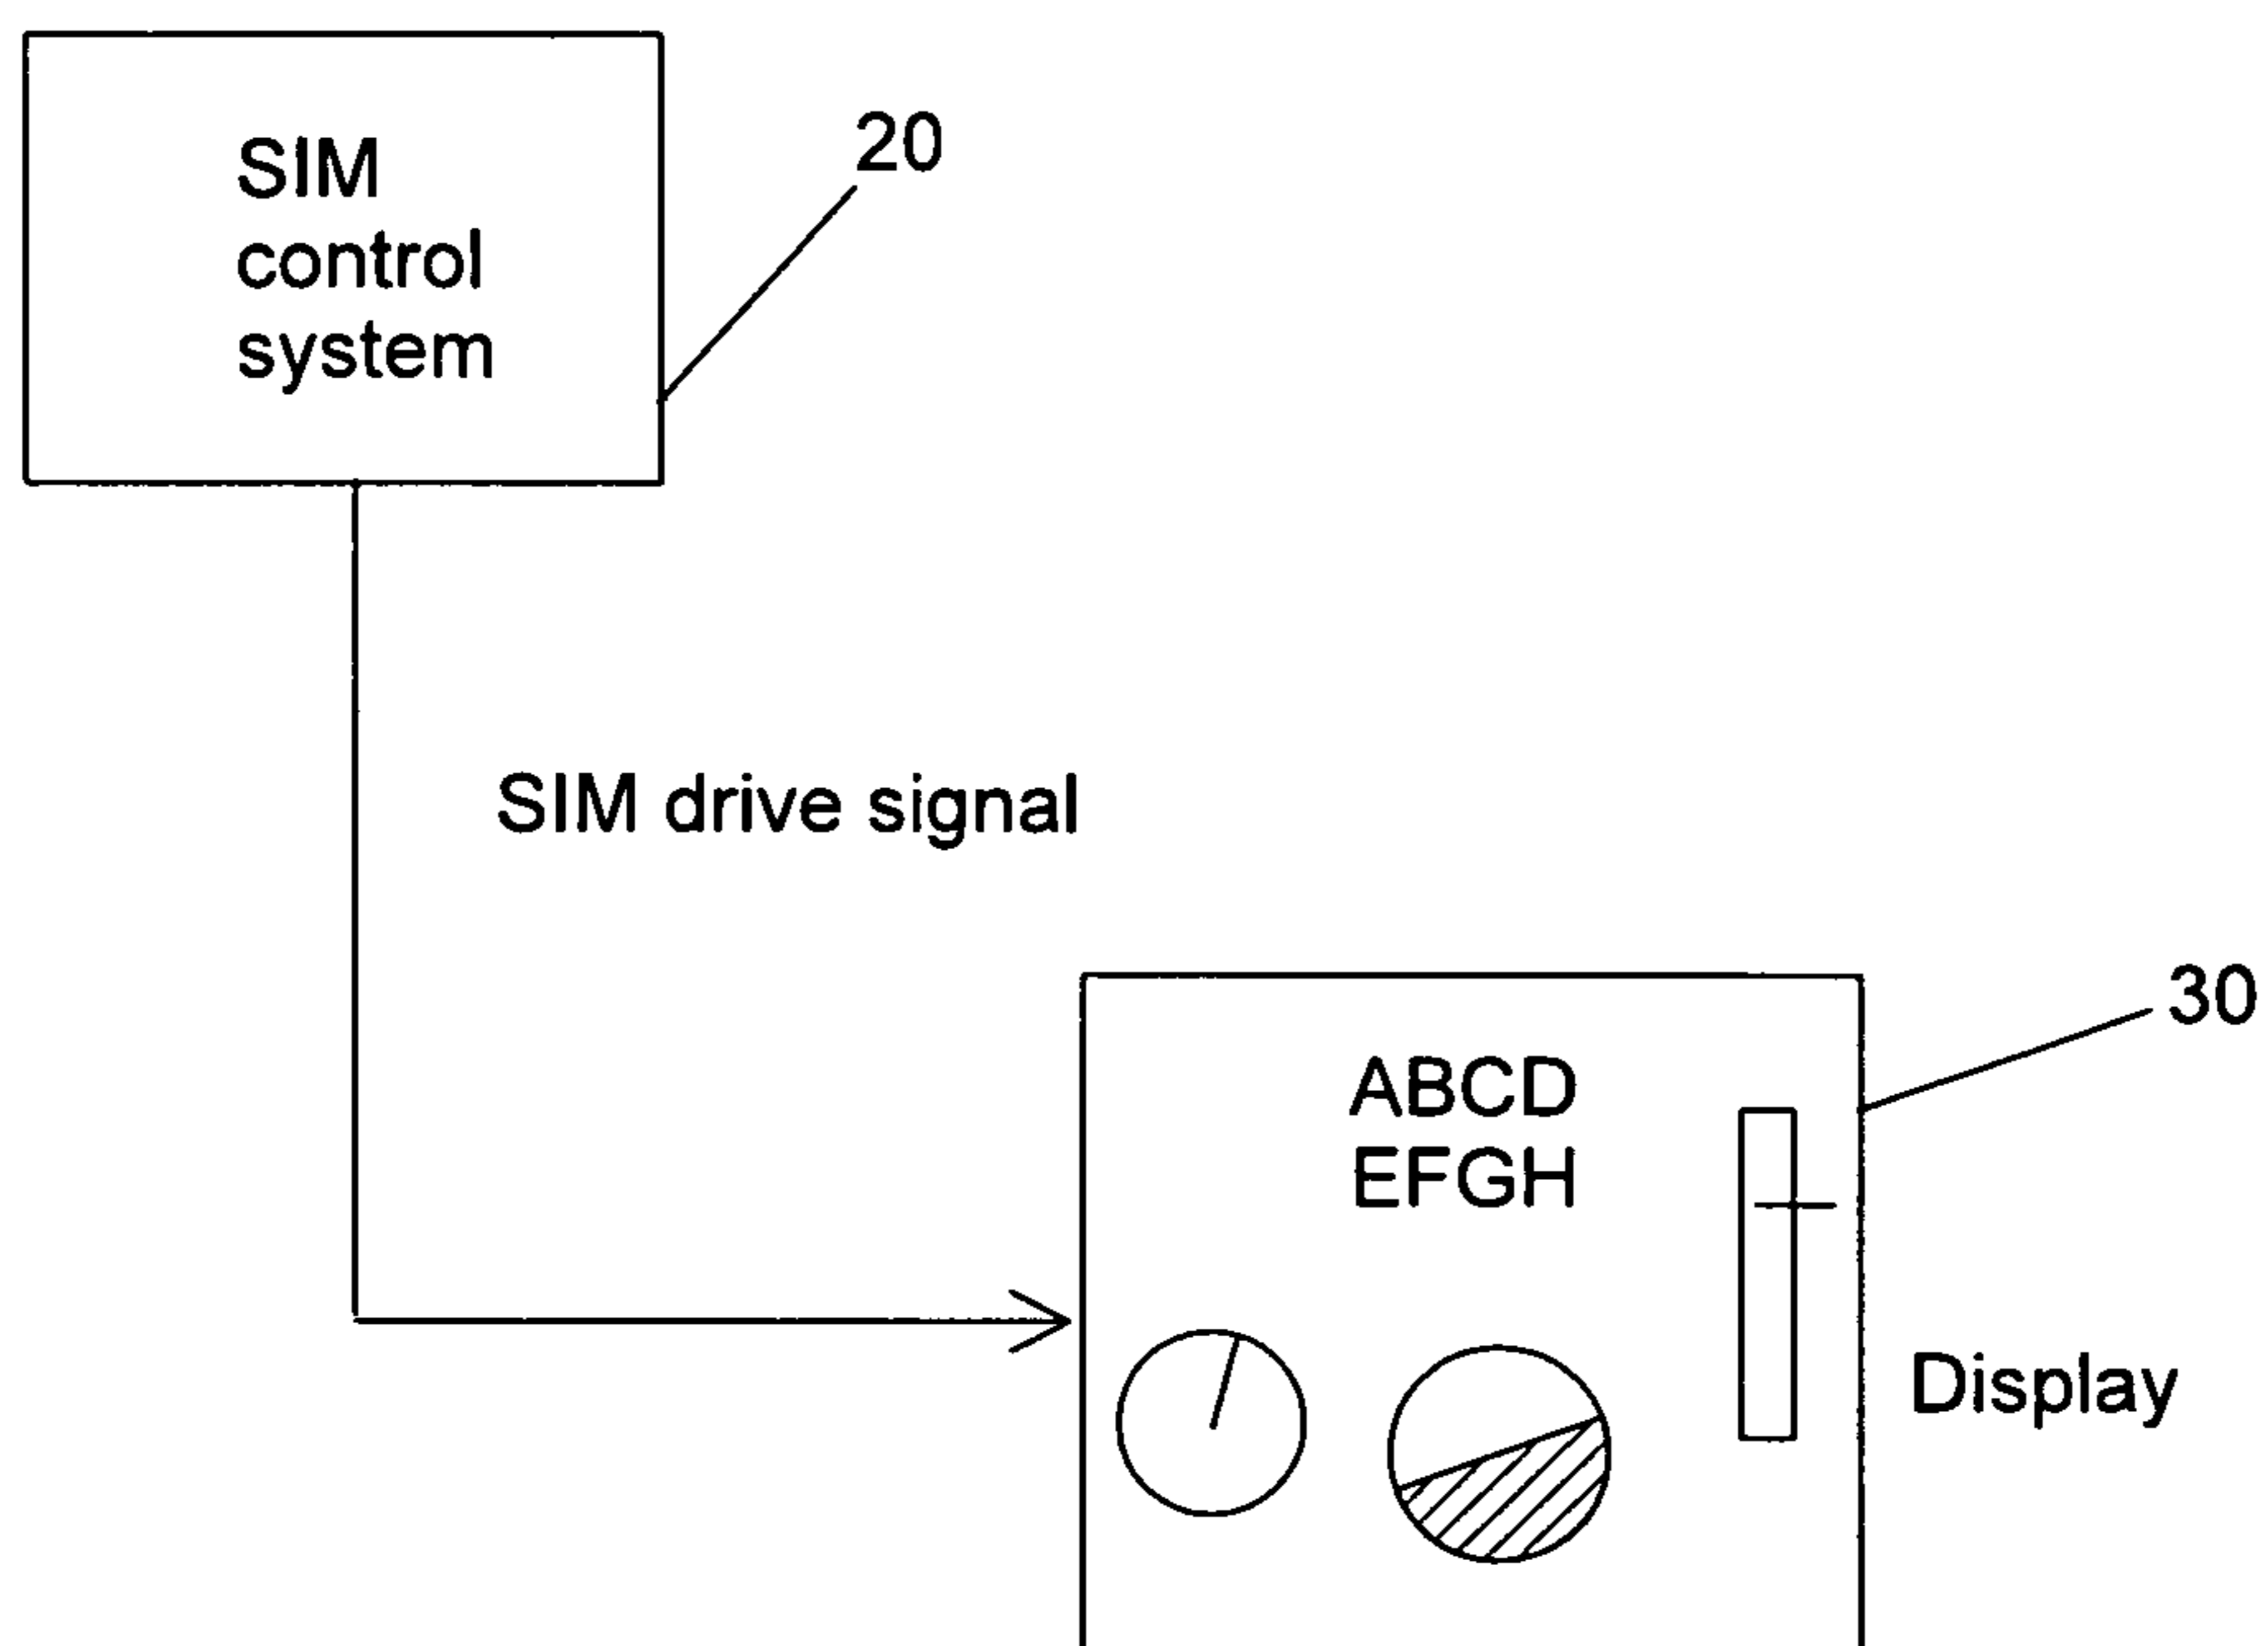 SIM
control
system
20
SIM drive signal
30
ABCD
EFGH
Display